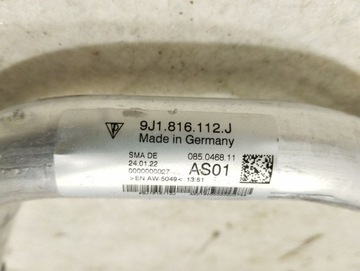 9J1.816.112.J
Made in Germany
SMA DE 085.0468.11
24.01.22
0000000027 AS01
>EN AW-5049< 13:51